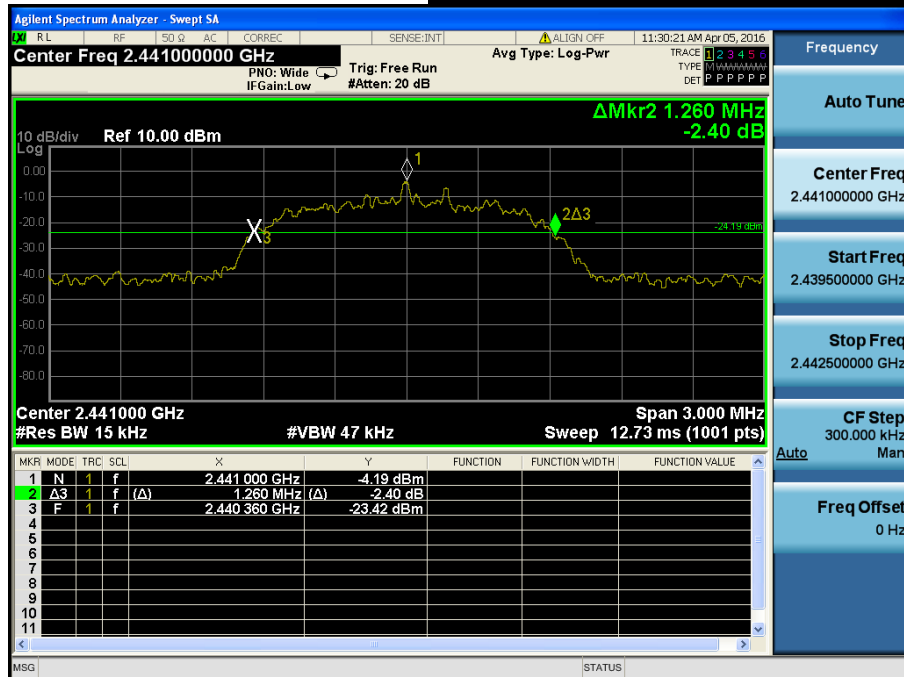 Agilent Spectrum Analyzer - Swept SA
LXI RL RF 50 Ω AC CORREC SENSE:INT ALIGN OFF 11:30:21 AM Apr 05, 2016
Center Freq 2.441000000 GHz
PNO: Wide
IFGain:Low
Trig: Free Run
#Atten: 20 dB
Avg Type: Log-Pwr
TRACE 1 2 3 4 5 6
TYPE M WWWWW
DET P P P P P P
ΔMkr2 1.260 MHz
-2.40 dB
10 dB/div Ref 10.00 dBm
Log
0.00
-10.0
-20.0
-30.0
-40.0
-50.0
-60.0
-70.0
-80.0
1
2Δ3
3
-24.19 dBm
Center 2.441000 GHz Span 3.000 MHz
#Res BW 15 kHz #VBW 47 kHz Sweep 12.73 ms (1001 pts)
MKR MODE TRC SCL X Y FUNCTION FUNCTION WIDTH FUNCTION VALUE
1 N 1 f 2.441 000 GHz -4.19 dBm
2 Δ3 1 f (Δ) 1.260 MHz (Δ) -2.40 dB
3 F 1 f 2.440 360 GHz -23.42 dBm
4
5
6
7
8
9
10
11
MSG STATUS
Frequency
Auto Tune
Center Freq
2.441000000 GHz
Start Freq
2.439500000 GHz
Stop Freq
2.442500000 GHz
CF Step
300.000 kHz
Auto Man
Freq Offset
0 Hz